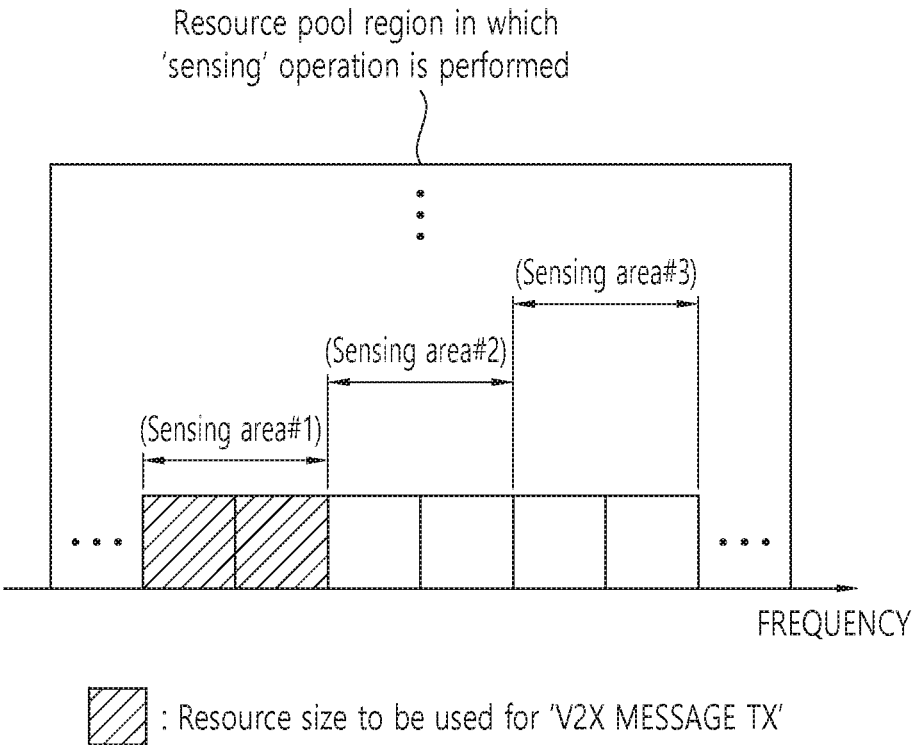 Resource pool region in which
'sensing' operation is performed
(Sensing area#3)
(Sensing area#2)
(Sensing area#1)
FREQUENCY
: Resource size to be used for 'V2X MESSAGE TX'